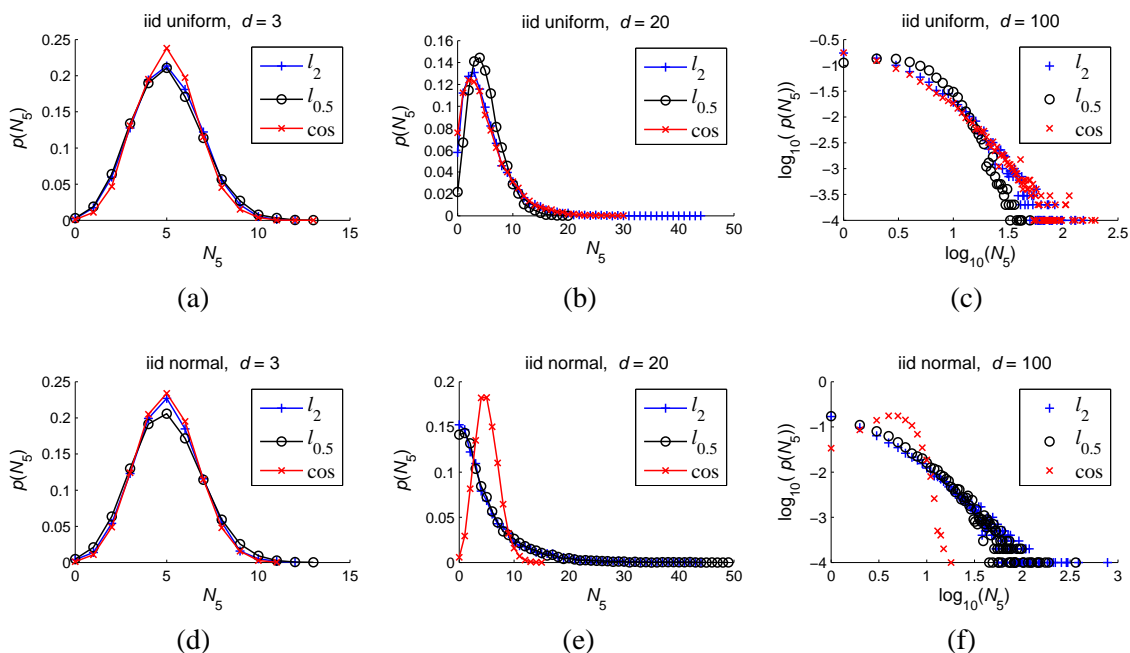 iid uniform, d = 3
0.25
0.2
0.15
0.1
0.05
0
0 5 10 15
p(N5)
N5
l2
l0.5
cos
(a)
iid uniform, d = 20
0.16
0.14
0.12
0.1
0.08
0.06
0.04
0.02
0
0 10 20 30 40 50
p(N5)
N5
l2
l0.5
cos
(b)
iid uniform, d = 100
−0.5
−1
−1.5
−2
−2.5
−3
−3.5
−4
0 0.5 1 1.5 2 2.5
log10( p(N5))
log10(N5)
l2
l0.5
cos
(c)
iid normal, d = 3
0.25
0.2
0.15
0.1
0.05
0
0 5 10 15
p(N5)
N5
l2
l0.5
cos
(d)
iid normal, d = 20
0.2
0.15
0.1
0.05
0
0 10 20 30 40 50
p(N5)
N5
l2
l0.5
cos
(e)
iid normal, d = 100
0
−1
−2
−3
−4
0 0.5 1 1.5 2 2.5 3
log10( p(N5))
log10(N5)
l2
l0.5
cos
(f)